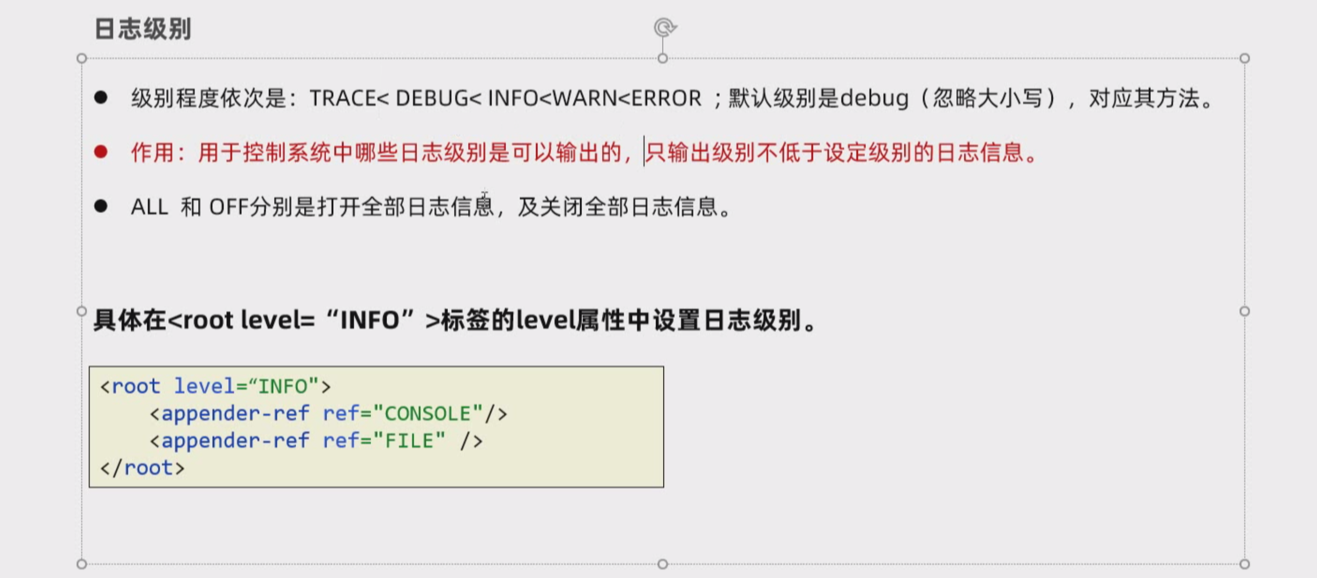 日志级别
● 级别程度依次是：TRACE< DEBUG< INFO<WARN<ERROR ；默认级别是debug（忽略大小写），对应其方法。
● 作用：用于控制系统中哪些日志级别是可以输出的，只输出级别不低于设定级别的日志信息。
● ALL 和 OFF分别是打开全部日志信息，及关闭全部日志信息。
具体在<root level=“INFO”>标签的level属性中设置日志级别。
<root level=“INFO">
    <appender-ref ref="CONSOLE"/>
    <appender-ref ref="FILE" />
</root>